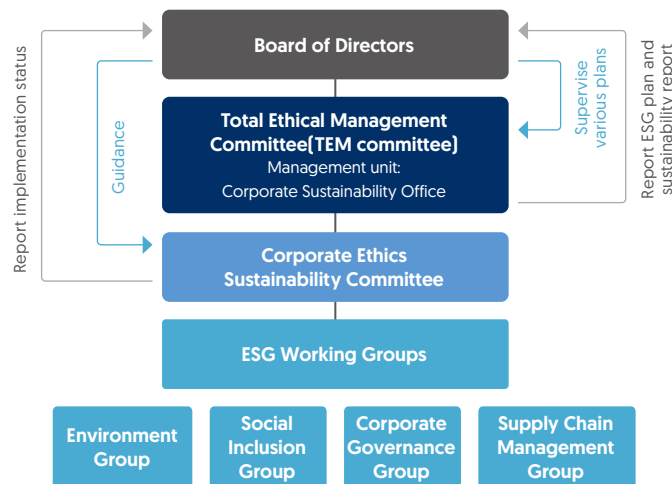 Board of Directors
Report implementation status
Guidance
Supervise
various plans
Report ESG plan and
sustainability report
Total Ethical Management
Committee(TEM committee)
Management unit:
Corporate Sustainability Office
Corporate Ethics
Sustainability Committee
ESG Working Groups
Environment
Group
Social
Inclusion
Group
Corporate
Governance
Group
Supply Chain
Management
Group